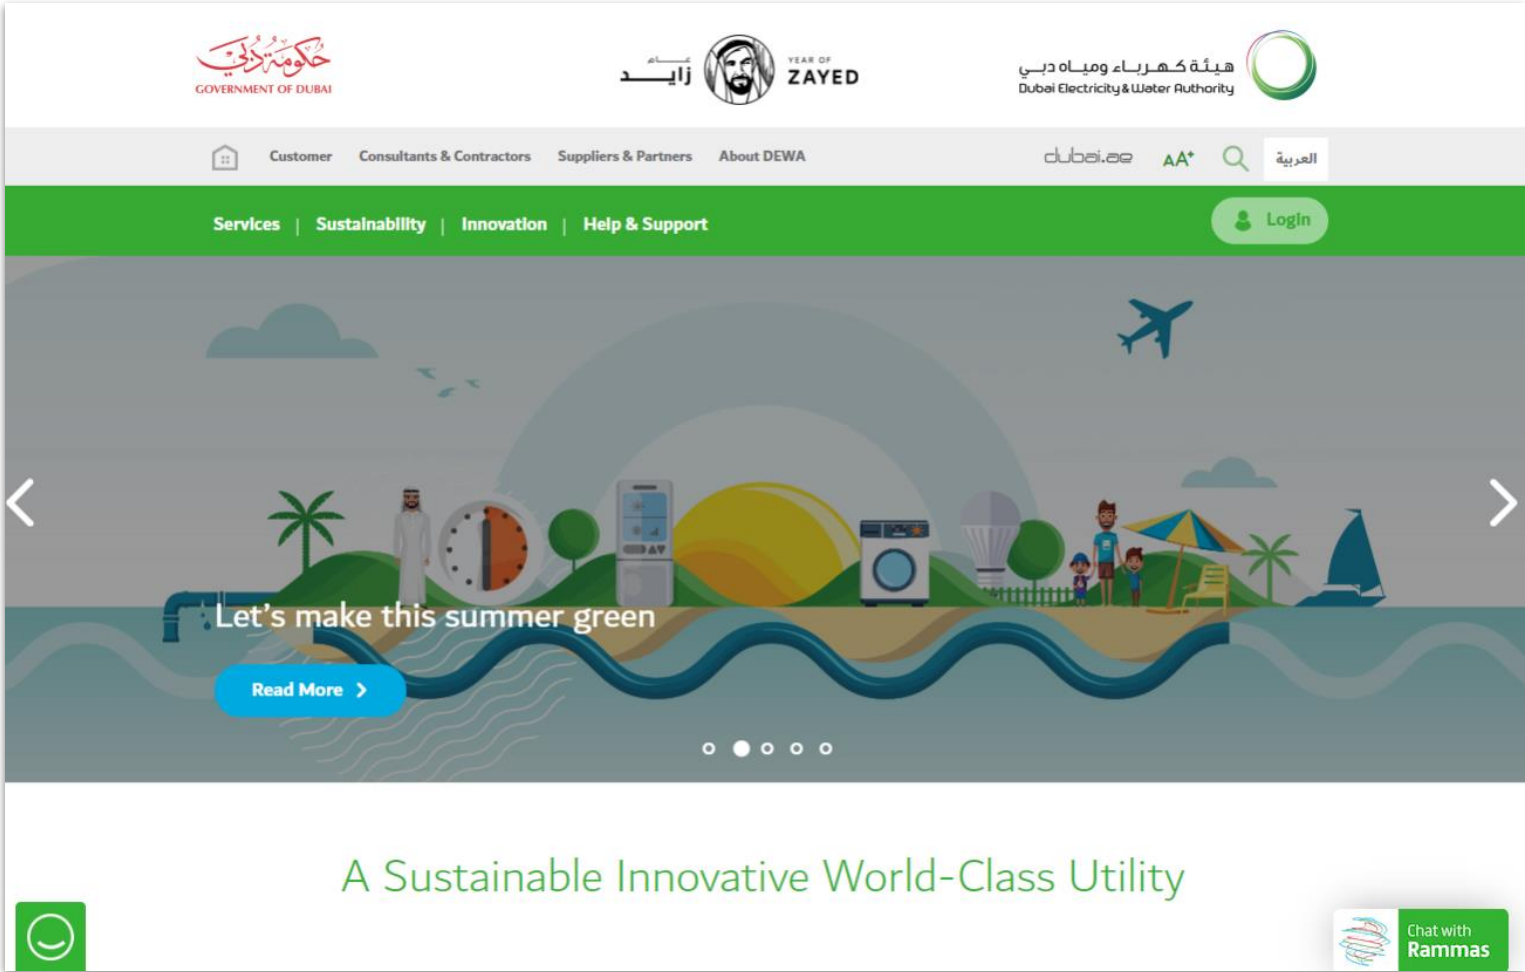 حكومة دبي
GOVERNMENT OF DUBAI
عام
زايد
YEAR OF
ZAYED
هيئة كهرباء ومياه دبي
Dubai Electricity & Water Authority
Customer
Consultants & Contractors
Suppliers & Partners
About DEWA
dubai.ae
AA+
العربية
Services | Sustainability | Innovation | Help & Support
Login
Let's make this summer green
Read More
A Sustainable Innovative World-Class Utility
Chat with
Rammas